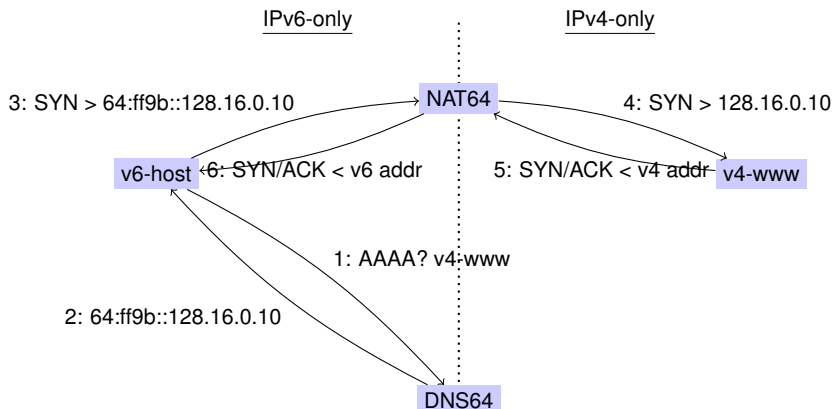 IPv6-only
IPv4-only
NAT64
3: SYN > 64:ff9b::128.16.0.10
4: SYN > 128.16.0.10
v6-host
6: SYN/ACK < v6 addr
5: SYN/ACK < v4 addr
v4-www
1: AAAA? v4-www
2: 64:ff9b::128.16.0.10
DNS64